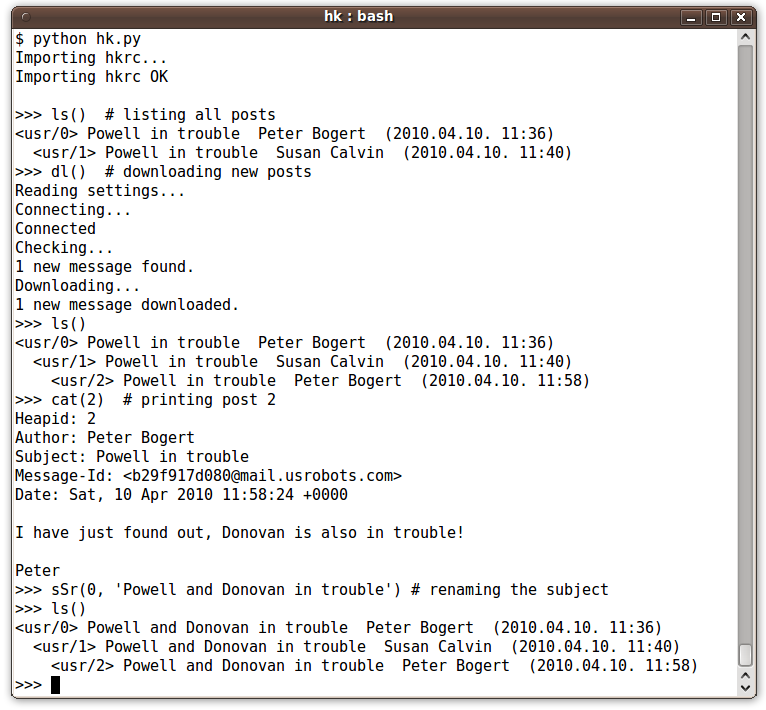 hk : bash
$ python hk.py
Importing hkrc...
Importing hkrc OK
>>> ls()  # listing all posts
<usr/0> Powell in trouble  Peter Bogert  (2010.04.10. 11:36)
  <usr/1> Powell in trouble  Susan Calvin  (2010.04.10. 11:40)
>>> dl()  # downloading new posts
Reading settings...
Connecting...
Connected
Checking...
1 new message found.
Downloading...
1 new message downloaded.
>>> ls()
<usr/0> Powell in trouble  Peter Bogert  (2010.04.10. 11:36)
  <usr/1> Powell in trouble  Susan Calvin  (2010.04.10. 11:40)
    <usr/2> Powell in trouble  Peter Bogert  (2010.04.10. 11:58)
>>> cat(2)  # printing post 2
Heapid: 2
Author: Peter Bogert
Subject: Powell in trouble
Message-Id: <b29f917d080@mail.usrobots.com>
Date: Sat, 10 Apr 2010 11:58:24 +0000
I have just found out, Donovan is also in trouble!
Peter
>>> sSr(0, 'Powell and Donovan in trouble') # renaming the subject
>>> ls()
<usr/0> Powell and Donovan in trouble  Peter Bogert  (2010.04.10. 11:36)
  <usr/1> Powell and Donovan in trouble  Susan Calvin  (2010.04.10. 11:40)
    <usr/2> Powell and Donovan in trouble  Peter Bogert  (2010.04.10. 11:58)
>>>